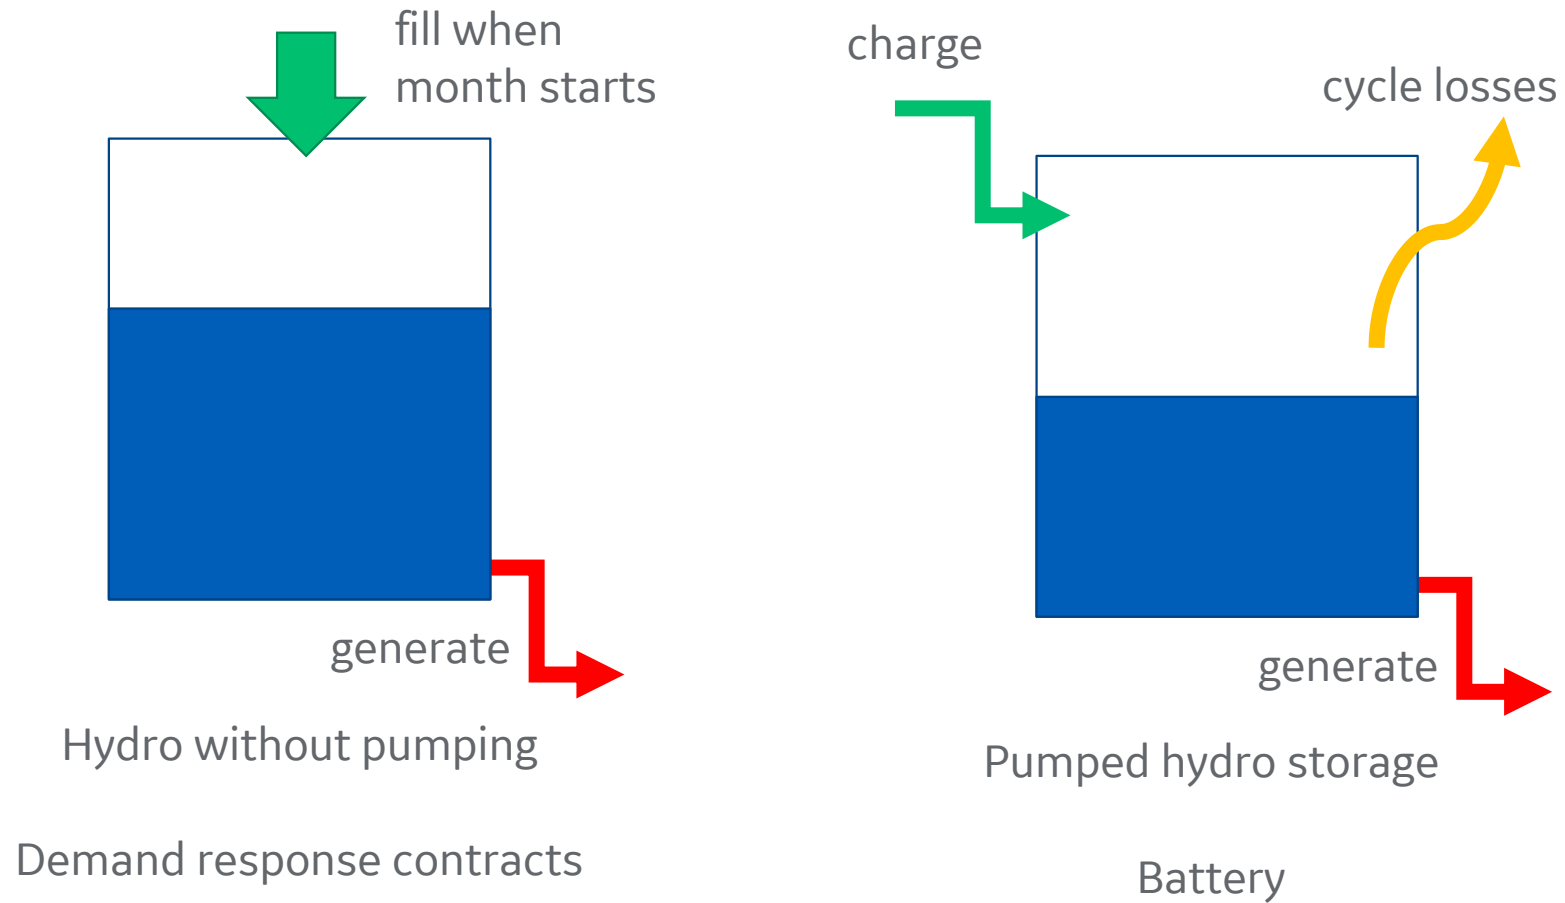 fill when
month starts
generate
Hydro without pumping
Demand response contracts
charge
cycle losses
generate
Pumped hydro storage
Battery